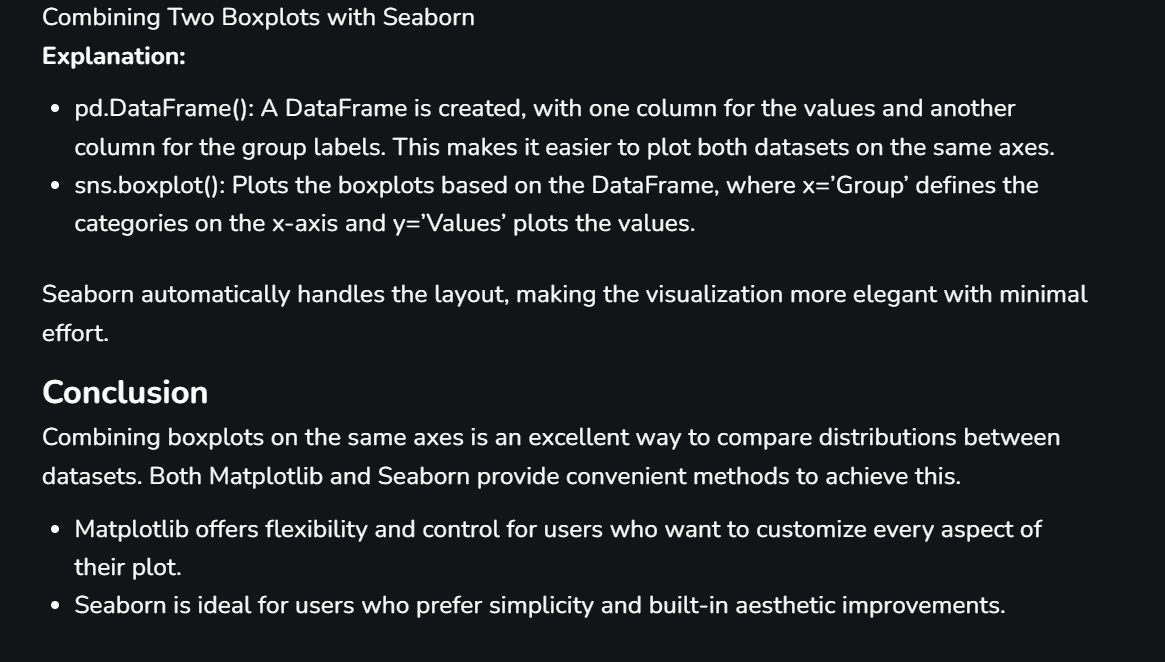 Combining Two Boxplots with Seaborn
Explanation:
• pd.DataFrame(): A DataFrame is created, with one column for the values and another
column for the group labels. This makes it easier to plot both datasets on the same axes.
• sns.boxplot(): Plots the boxplots based on the DataFrame, where x=’Group’ defines the
categories on the x-axis and y=’Values’ plots the values.
Seaborn automatically handles the layout, making the visualization more elegant with minimal
effort.
Conclusion
Combining boxplots on the same axes is an excellent way to compare distributions between
datasets. Both Matplotlib and Seaborn provide convenient methods to achieve this.
• Matplotlib offers flexibility and control for users who want to customize every aspect of
their plot.
• Seaborn is ideal for users who prefer simplicity and built-in aesthetic improvements.